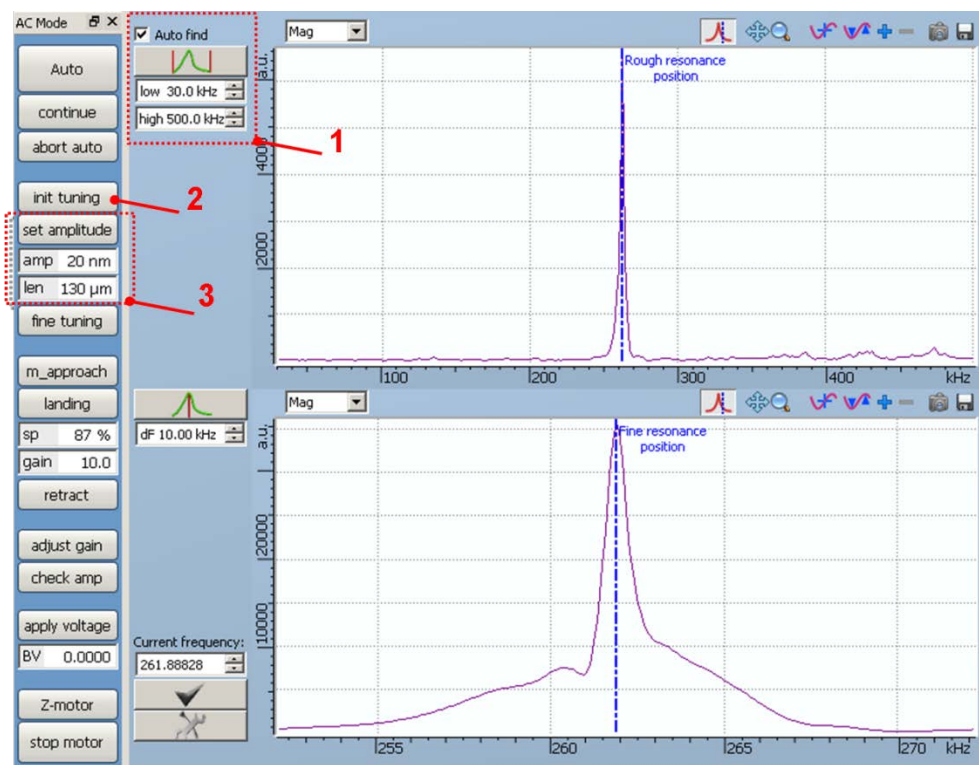 AC Mode
Auto
continue
abort auto
init tuning
set amplitude
amp 20 nm
len 130 µm
fine tuning
m_approach
landing
sp 87 %
gain 10.0
retract
adjust gain
check amp
apply voltage
BV 0.0000
Z-motor
stop motor
Auto find
low 30.0 kHz
high 500.0 kHz
1
2
3
Mag
a.u.
4000
2000
Rough resonance
position
100 200 300 400 kHz
dF 10.00 kHz
Current frequency:
261.88828
Mag
a.u.
20000
10000
Fine resonance
position
255 260 265 270 kHz